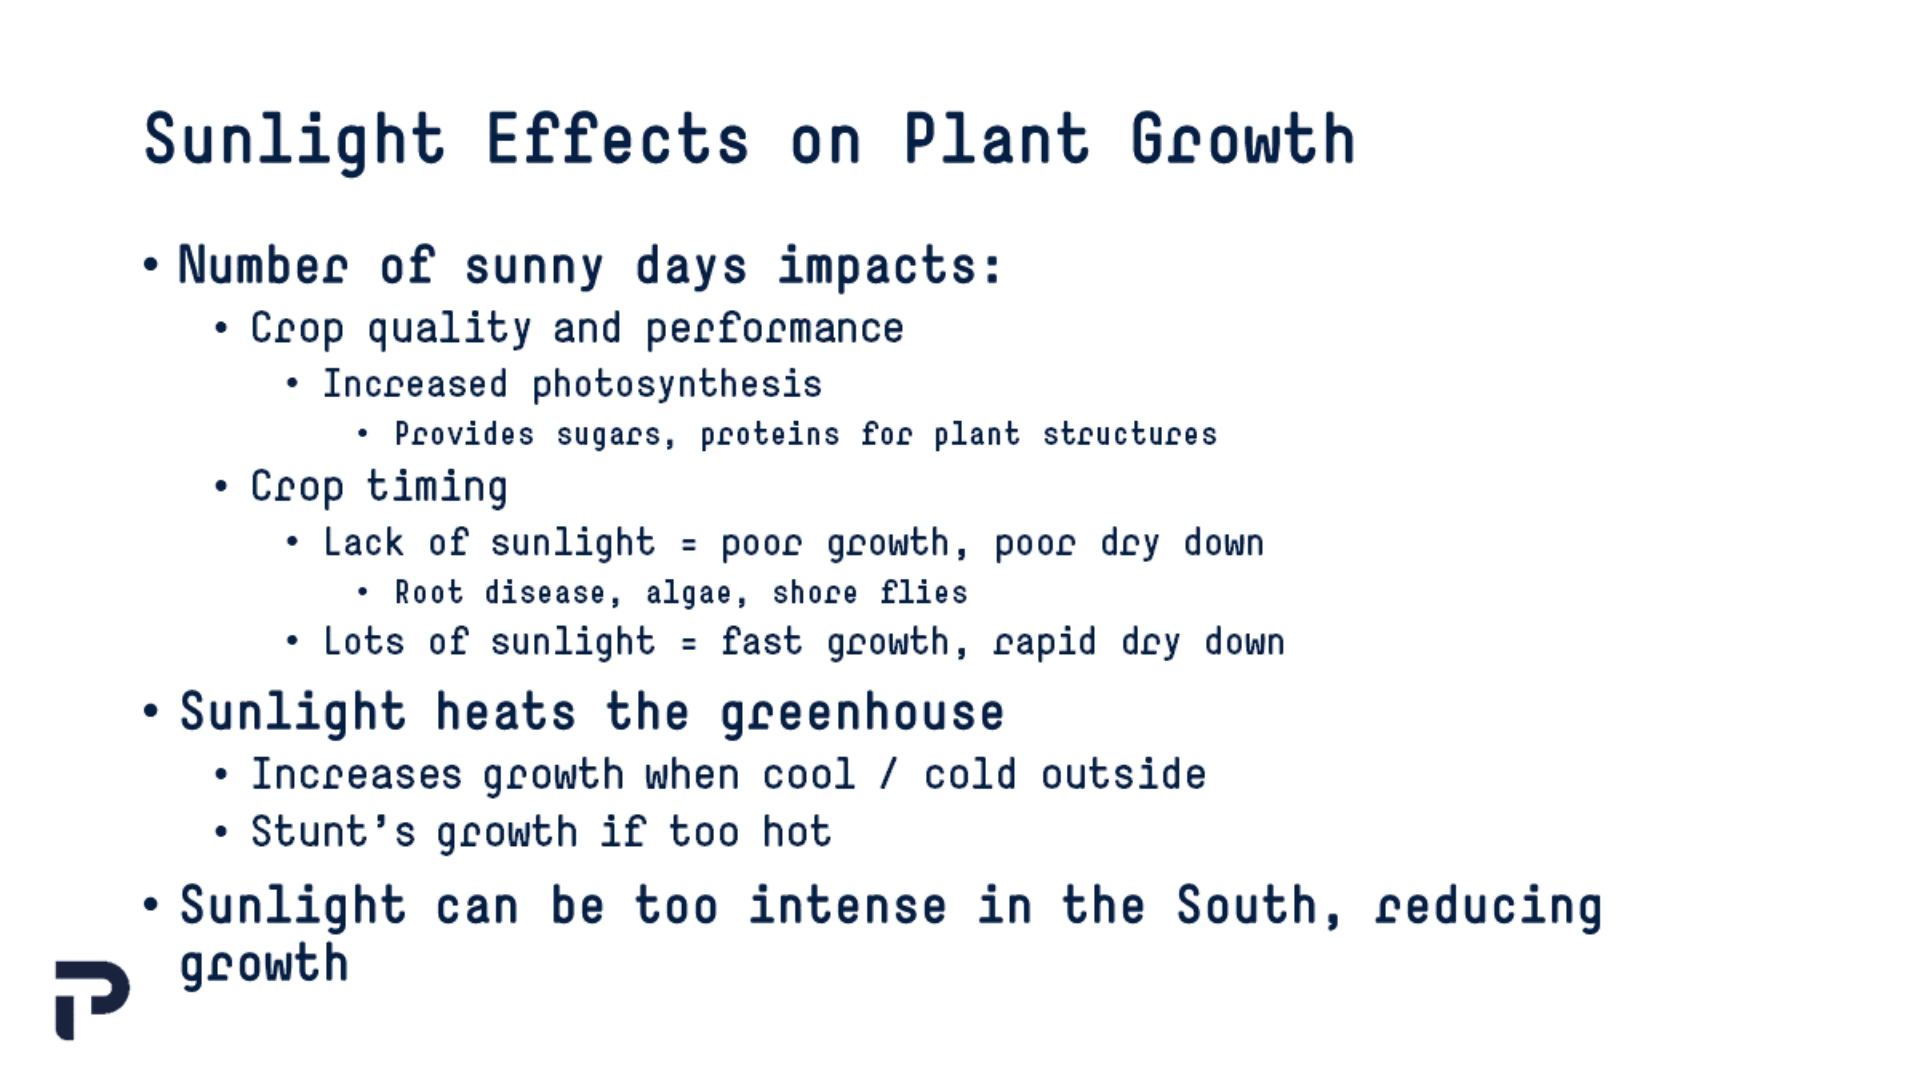 Sunlight Effects on Plant Growth
• Number of sunny days impacts:
• Crop quality and performance
• Increased photosynthesis
• Provides sugars, proteins for plant structures
• Crop timing
• Lack of sunlight = poor growth, poor dry down
• Root disease, algae, shore flies
• Lots of sunlight = fast growth, rapid dry down
• Sunlight heats the greenhouse
• Increases growth when cool / cold outside
• Stunt’s growth if too hot
• Sunlight can be too intense in the South, reducing
growth
P